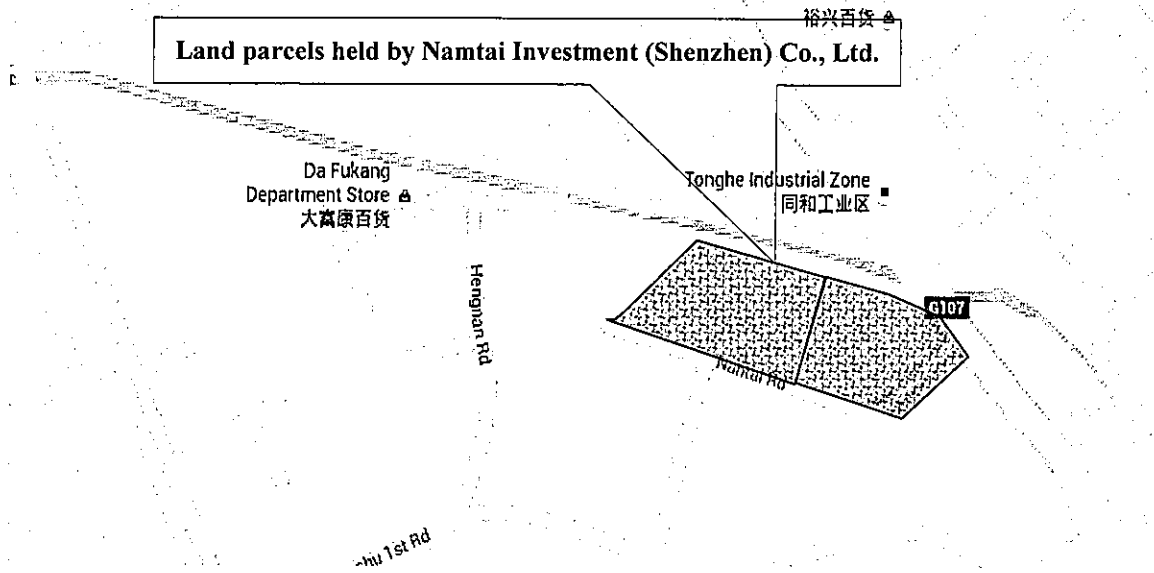 裕兴百货
Land parcels held by Namtai Investment (Shenzhen) Co., Ltd.
Da Fukang
Department Store
大富康百货
Tonghe Industrial Zone
同和工业区
Hengnan Rd
G107
Nantai Rd
1st Rd